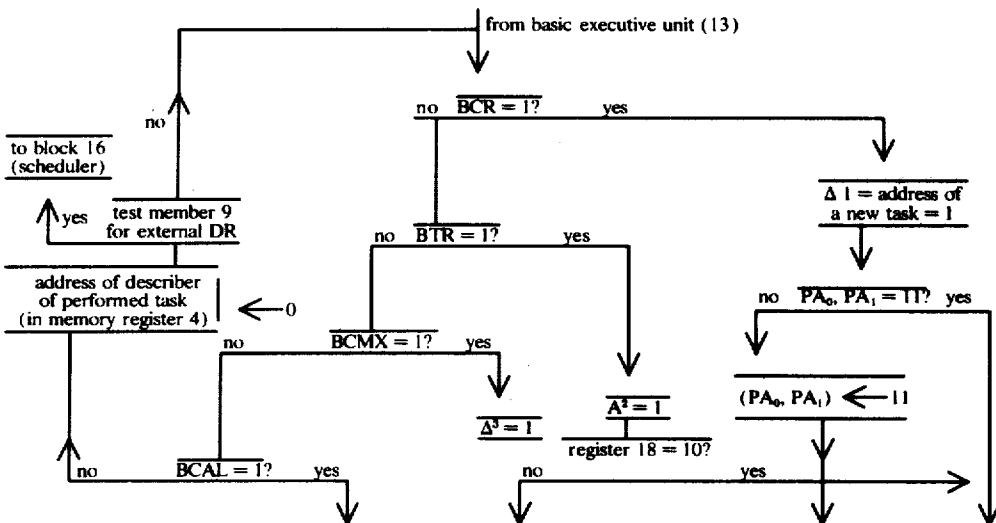 from basic executive unit (13)
no BCR = 1? yes
no
to block 16
(scheduler)
Δ 1 = address of
a new task = 1
test member 9
for external DR
yes
no BTR = 1? yes
address of describer
of performed task
(in memory register 4)
0
no PA₀, PA₁ = 11? yes
no BCMX = 1? yes
(PA₀, PA₁) 11
A² = 1
Δ³ = 1
register 18 = 10?
no BCAL = 1? yes
no yes